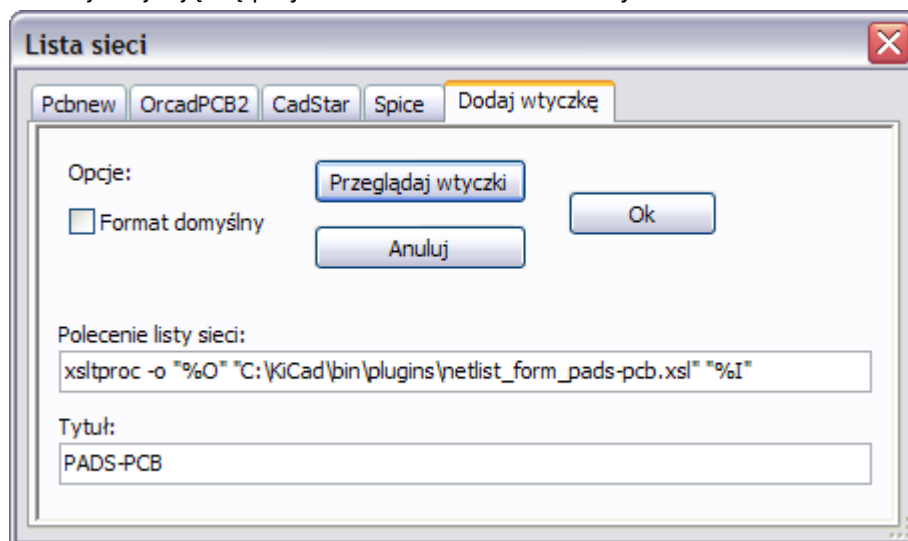 Lista sieci
Pcbnew OrcadPCB2 CadStar Spice Dodaj wtyczkę
Opcje:
Przeglądaj wtyczki
Format domyślny
Ok
Anuluj
Polecenie listy sieci:
xsltproc -o "%O" "C:\KiCad\bin\plugins\netlist_form_pads-pcb.xsl" "%I"
Tytuł:
PADS-PCB